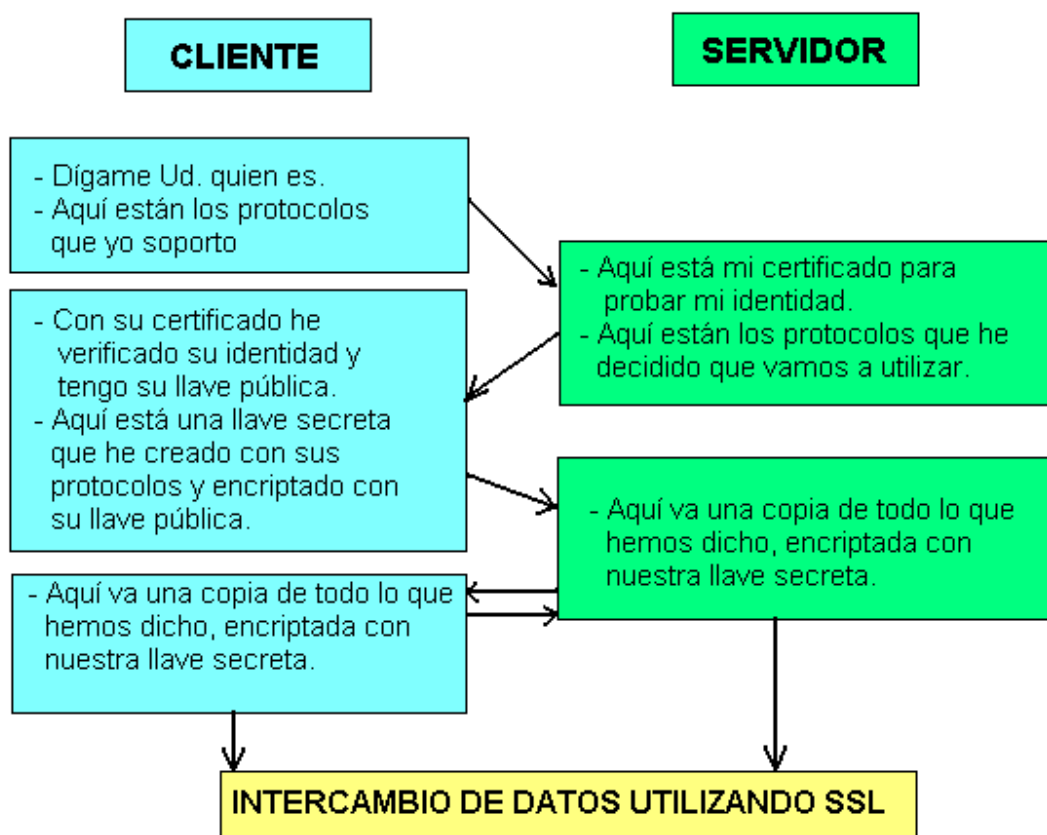 CLIENTE
SERVIDOR
- Dígame Ud. quien es.
- Aquí están los protocolos
que yo soporto
- Aquí está mi certificado para
probar mi identidad.
- Aquí están los protocolos que he
decidido que vamos a utilizar.
- Con su certificado he
verificado su identidad y
tengo su llave pública.
- Aquí está una llave secreta
que he creado con sus
protocolos y encriptado con
su llave pública.
- Aquí va una copia de todo lo que
hemos dicho, encriptada con
nuestra llave secreta.
- Aquí va una copia de todo lo que
hemos dicho, encriptada con
nuestra llave secreta.
INTERCAMBIO DE DATOS UTILIZANDO SSL